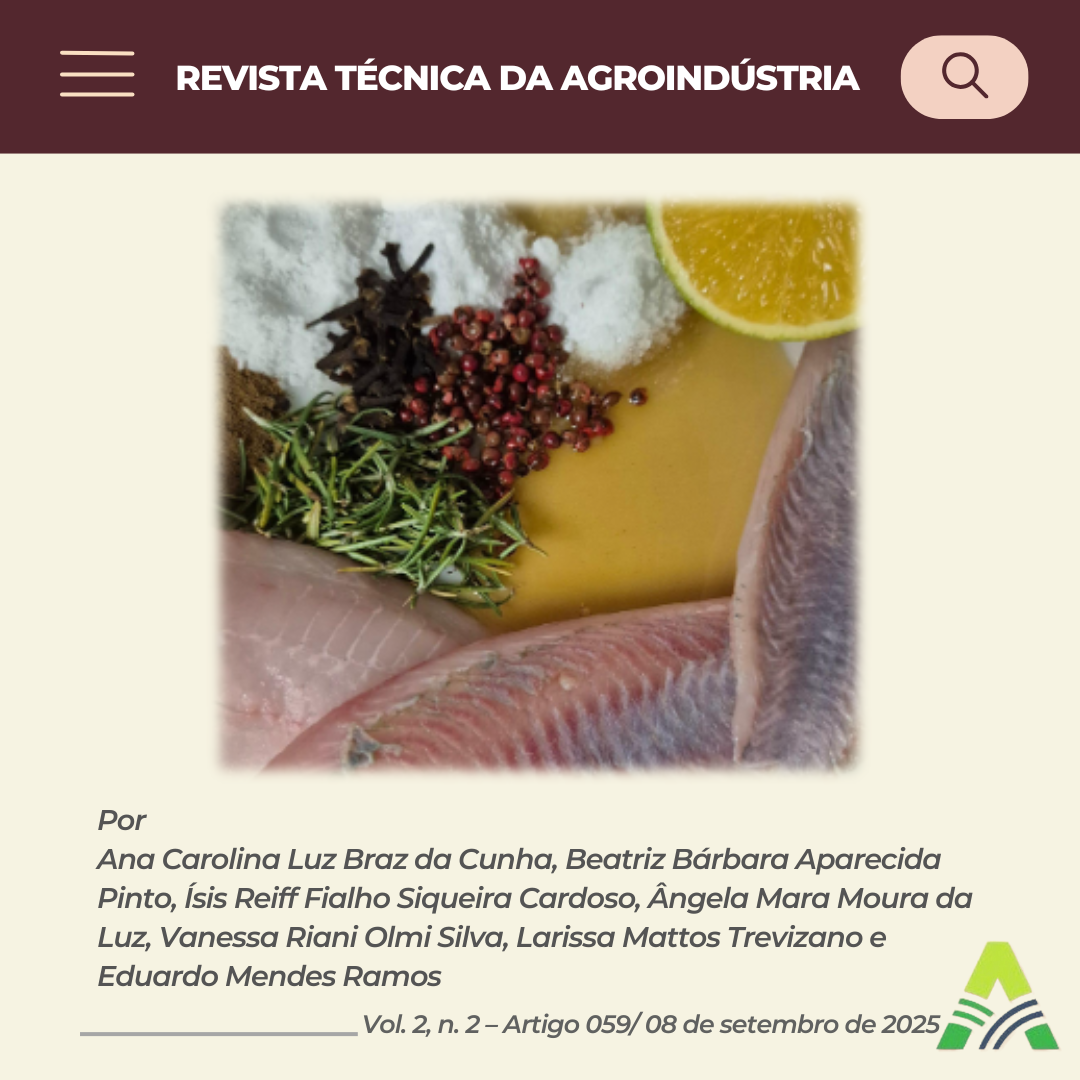 REVISTA TÉCNICA DA AGROINDÚSTRIA
Por
Ana Carolina Luz Braz da Cunha, Beatriz Bárbara Aparecida
Pinto, Ísis Reiff Fialho Siqueira Cardoso, Ângela Mara Moura da
Luz, Vanessa Riani Olmi Silva, Larissa Mattos Trevizano e
Eduardo Mendes Ramos
Vol. 2, n. 2 – Artigo 059/ 08 de setembro de 2025